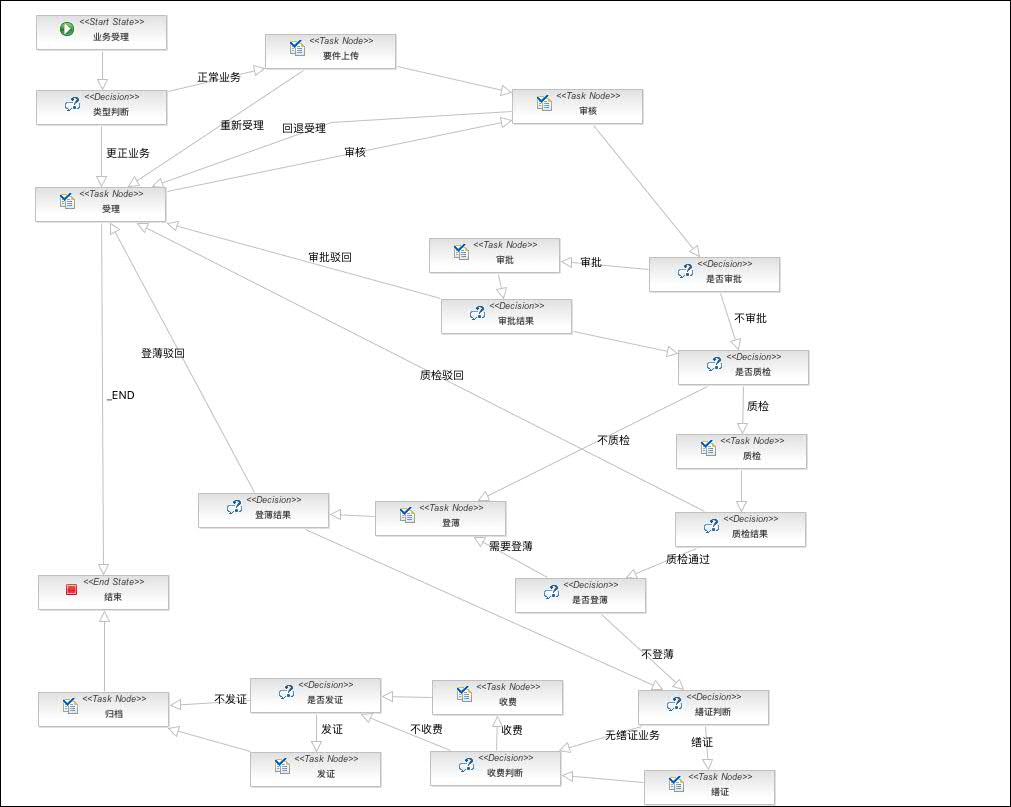 <<Start State>>
业务受理
<<Task Node>>
要件上传
正常业务
<<Decision>>
类型判断
<<Task Node>>
审核
重新受理
回退受理
更正业务
审核
<<Task Node>>
受理
<<Task Node>>
审批
审批驳回
审批
<<Decision>>
是否审批
<<Decision>>
审批结果
不审批
登薄驳回
<<Decision>>
是否质检
质检驳回
_END
质检
不质检
<<Task Node>>
质检
<<Decision>>
登薄结果
<<Task Node>>
登薄
<<Decision>>
质检结果
需要登薄
质检通过
<<End State>>
结束
<<Decision>>
是否登薄
不登薄
<<Task Node>>
归档
不发证
<<Decision>>
是否发证
<<Task Node>>
收费
<<Decision>>
缮证判断
发证
不收费
收费
无缮证业务
缮证
<<Task Node>>
发证
<<Decision>>
收费判断
<<Task Node>>
缮证